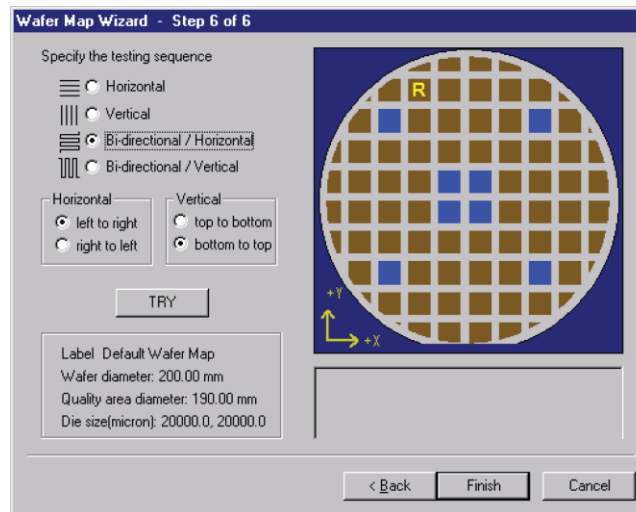 Wafer Map Wizard - Step 6 of 6
Specify the testing sequence
Horizontal
Vertical
Bi-directional / Horizontal
Bi-directional / Vertical
Horizontal
left to right
right to left
Vertical
top to bottom
bottom to top
TRY
Label Default Wafer Map
Wafer diameter: 200.00 mm
Quality area diameter: 190.00 mm
Die size(micron): 20000.0, 20000.0
R
+Y
+X
< Back
Finish
Cancel